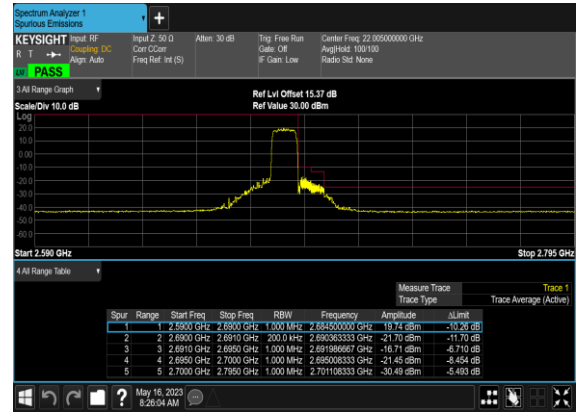 Spectrum Analyzer 1
Spurious Emissions
KEYSIGHT Input: RF Input Z: 50 Ω Atten: 30 dB Trig: Free Run Center Freq: 22.005000000 GHz
R T Coupling: DC Corr CCorr Gate: Off Avg|Hold: 100/100
Align: Auto Freq Ref: Int (S) IF Gain: Low Radio Std: None
PASS
3 All Range Graph
Ref Lvl Offset 15.37 dB
Scale/Div 10.0 dB Ref Value 30.00 dBm
Log
20.0
10.0
0.00
-10.0
-20.0
-30.0
-40.0
-50.0
-60.0
Start 2.590 GHz Stop 2.795 GHz
4 All Range Table
Measure Trace Trace 1
Trace Type Trace Average (Active)
Spur Range Start Freq Stop Freq RBW Frequency Amplitude ΔLimit
1 1 2.5900 GHz 2.6900 GHz 1.000 MHz 2.684500000 GHz 19.74 dBm -10.26 dB
2 2 2.6900 GHz 2.6910 GHz 200.0 kHz 2.690363333 GHz -21.70 dBm -11.70 dB
3 3 2.6910 GHz 2.6950 GHz 1.000 MHz 2.691986667 GHz -16.71 dBm -6.710 dB
4 4 2.6950 GHz 2.7000 GHz 1.000 MHz 2.695008333 GHz -21.45 dBm -8.454 dB
5 5 2.7000 GHz 2.7950 GHz 1.000 MHz 2.701108333 GHz -30.49 dBm -5.493 dB
May 16, 2023
8:26:04 AM